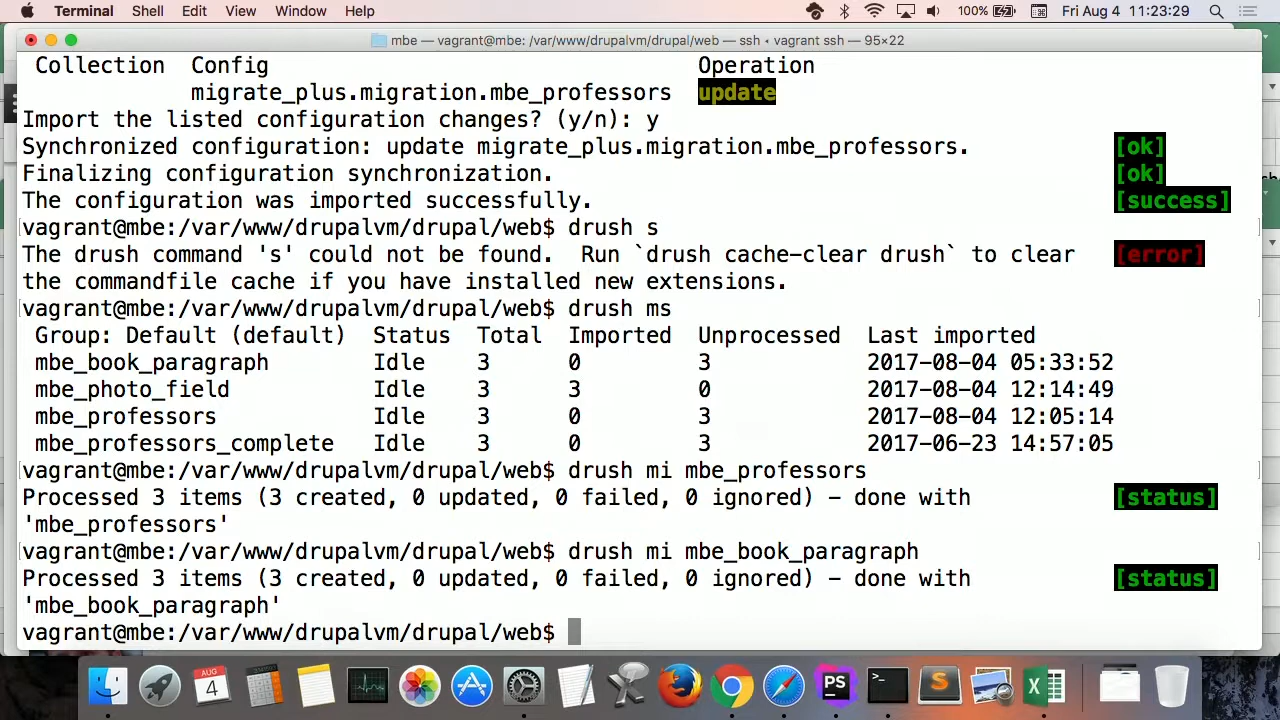 Terminal Shell Edit View Window Help 100% Fri Aug 4 11:23:29
mbe — vagrant@mbe: /var/www/drupalvm/drupal/web — ssh • vagrant ssh — 95×22
Collection Config Operation
migrate_plus.migration.mbe_professors update
Import the listed configuration changes? (y/n): y
Synchronized configuration: update migrate_plus.migration.mbe_professors. [ok]
Finalizing configuration synchronization. [ok]
The configuration was imported successfully. [success]
vagrant@mbe:/var/www/drupalvm/drupal/web$ drush s
The drush command 's' could not be found. Run `drush cache-clear drush` to clear [error]
the commandfile cache if you have installed new extensions.
vagrant@mbe:/var/www/drupalvm/drupal/web$ drush ms
Group: Default (default) Status Total Imported Unprocessed Last imported
mbe_book_paragraph Idle 3 0 3 2017-08-04 05:33:52
mbe_photo_field Idle 3 3 0 2017-08-04 12:14:49
mbe_professors Idle 3 0 3 2017-08-04 12:05:14
mbe_professors_complete Idle 3 0 3 2017-06-23 14:57:05
vagrant@mbe:/var/www/drupalvm/drupal/web$ drush mi mbe_professors
Processed 3 items (3 created, 0 updated, 0 failed, 0 ignored) - done with [status]
'mbe_professors'
vagrant@mbe:/var/www/drupalvm/drupal/web$ drush mi mbe_book_paragraph
Processed 3 items (3 created, 0 updated, 0 failed, 0 ignored) - done with [status]
'mbe_book_paragraph'
vagrant@mbe:/var/www/drupalvm/drupal/web$
AUG
4
PS
>_
S
X